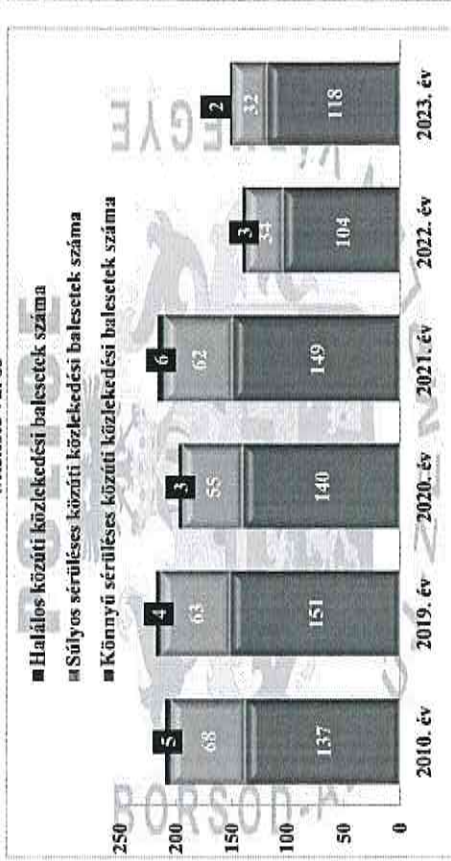 ■Halálos közúti közlekedési balesetek száma
■Súlyos sérüléses közúti közlekedési balesetek száma
■Könnyű sérüléses közúti közlekedési balesetek száma
250
200
150
100
50
0
5
4
3
6
3
2
68
63
55
62
34
32
137
151
140
149
104
118
2010. év
2019. év
2020. év
2021. év
2022. év
2023. év
POLICE
BORSOD-A